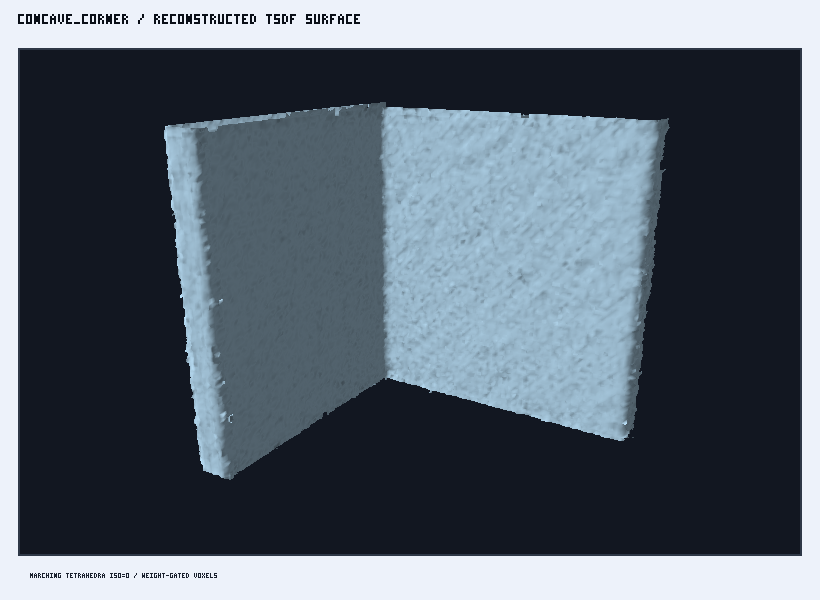 CONCAVE_CORNER / RECONSTRUCTED TSDF SURFACE
MARCHING TETRAHEDRA ISO=0 / WEIGHT-GATED VOXELS